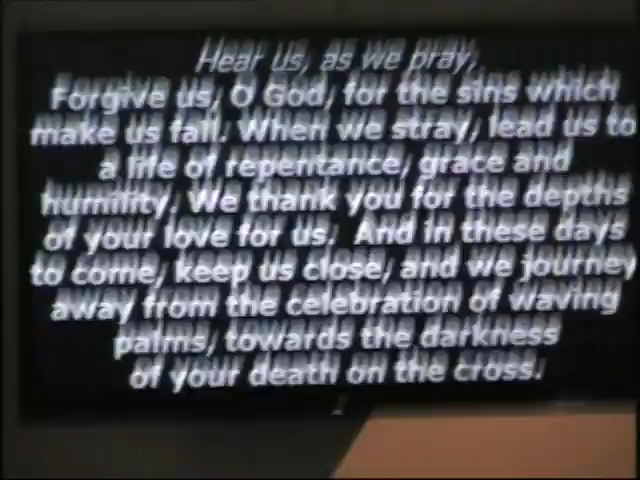 Hear us, as we pray,
Forgive us, O God, for the sins which
make us fall. When we stray, lead us to
a life of repentance, grace and
humility. We thank you for the depths
of your love for us. And in these days
to come, keep us close, and we journey
away from the celebration of waving
palms, towards the darkness
of your death on the cross.